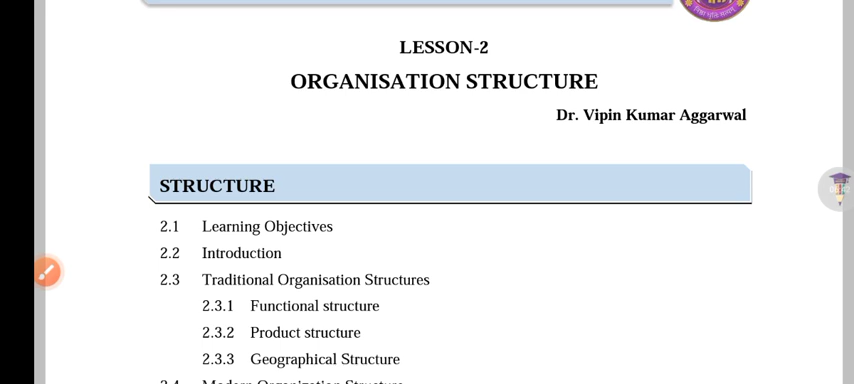 LESSON-2
ORGANISATION STRUCTURE
Dr. Vipin Kumar Aggarwal
STRUCTURE
2.1 Learning Objectives
2.2 Introduction
2.3 Traditional Organisation Structures
2.3.1 Functional structure
2.3.2 Product structure
2.3.3 Geographical Structure